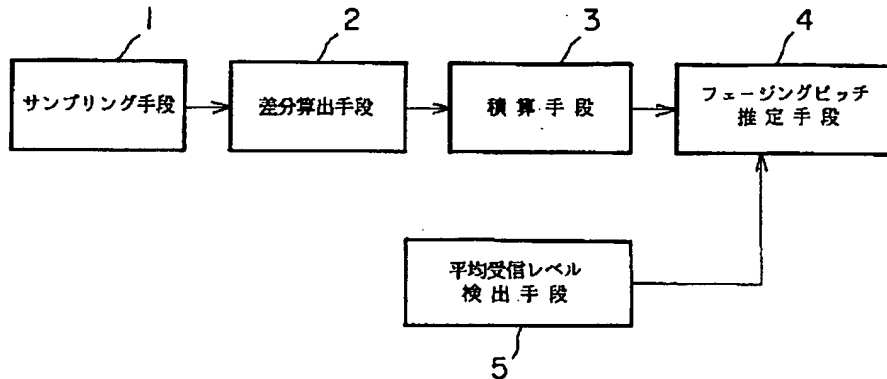 1
2
3
4
サンプリング手段
差分算出手段
積算手段
フェージングピッチ
推定手段
平均受信レベル
検出手段
5